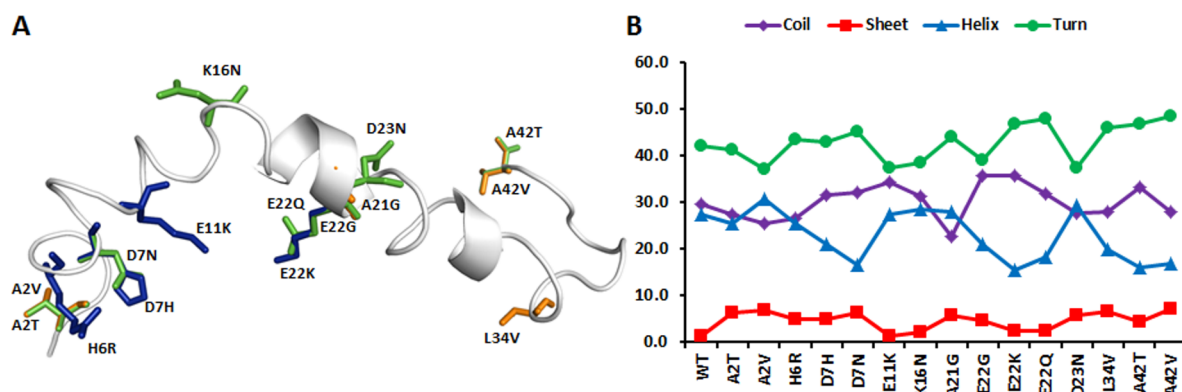 A
K16N
D23N
A42T
A42V
E22Q
A21G
E22G
E11K
E22K
D7N
A2V
D7H
A2T
H6R
L34V
B
Coil Sheet Helix Turn
60.0
50.0
40.0
30.0
20.0
10.0
0.0
WT
A2T
A2V
H6R
D7H
D7N
E11K
K16N
A21G
E22G
E22K
E22Q
D23N
L34V
A42T
A42V